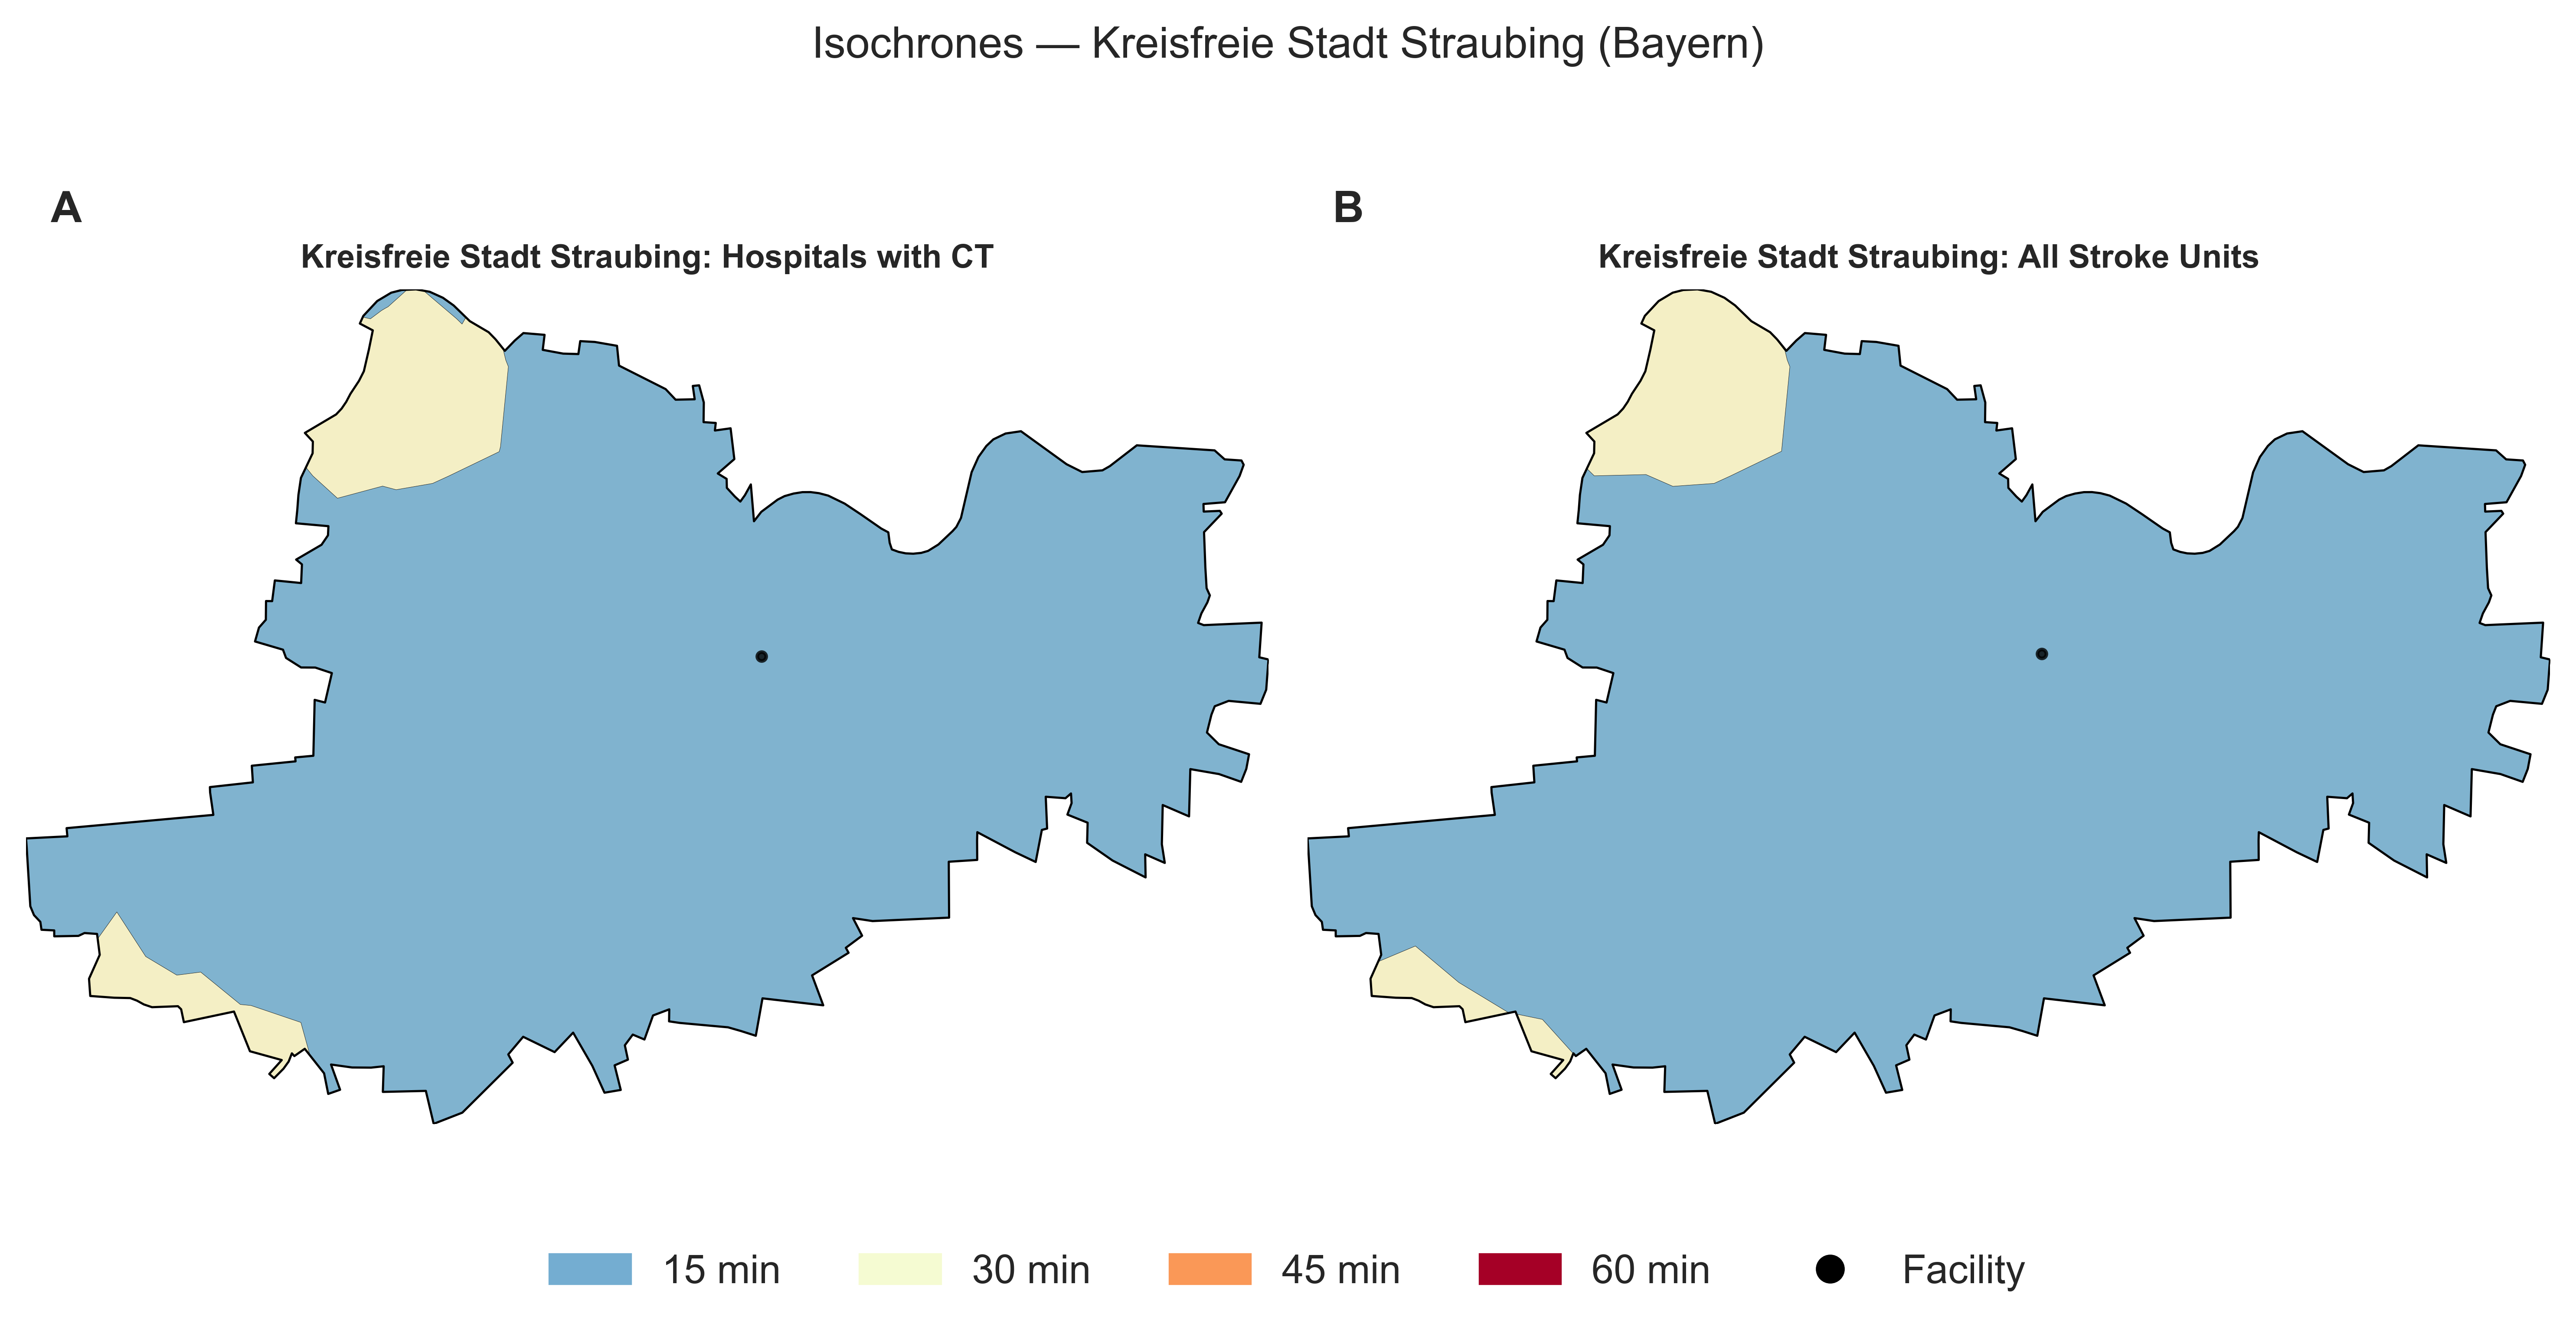 Isochrones — Kreisfreie Stadt Straubing (Bayern)
A
Kreisfreie Stadt Straubing: Hospitals with CT
B
Kreisfreie Stadt Straubing: All Stroke Units
15 min
30 min
45 min
60 min
Facility